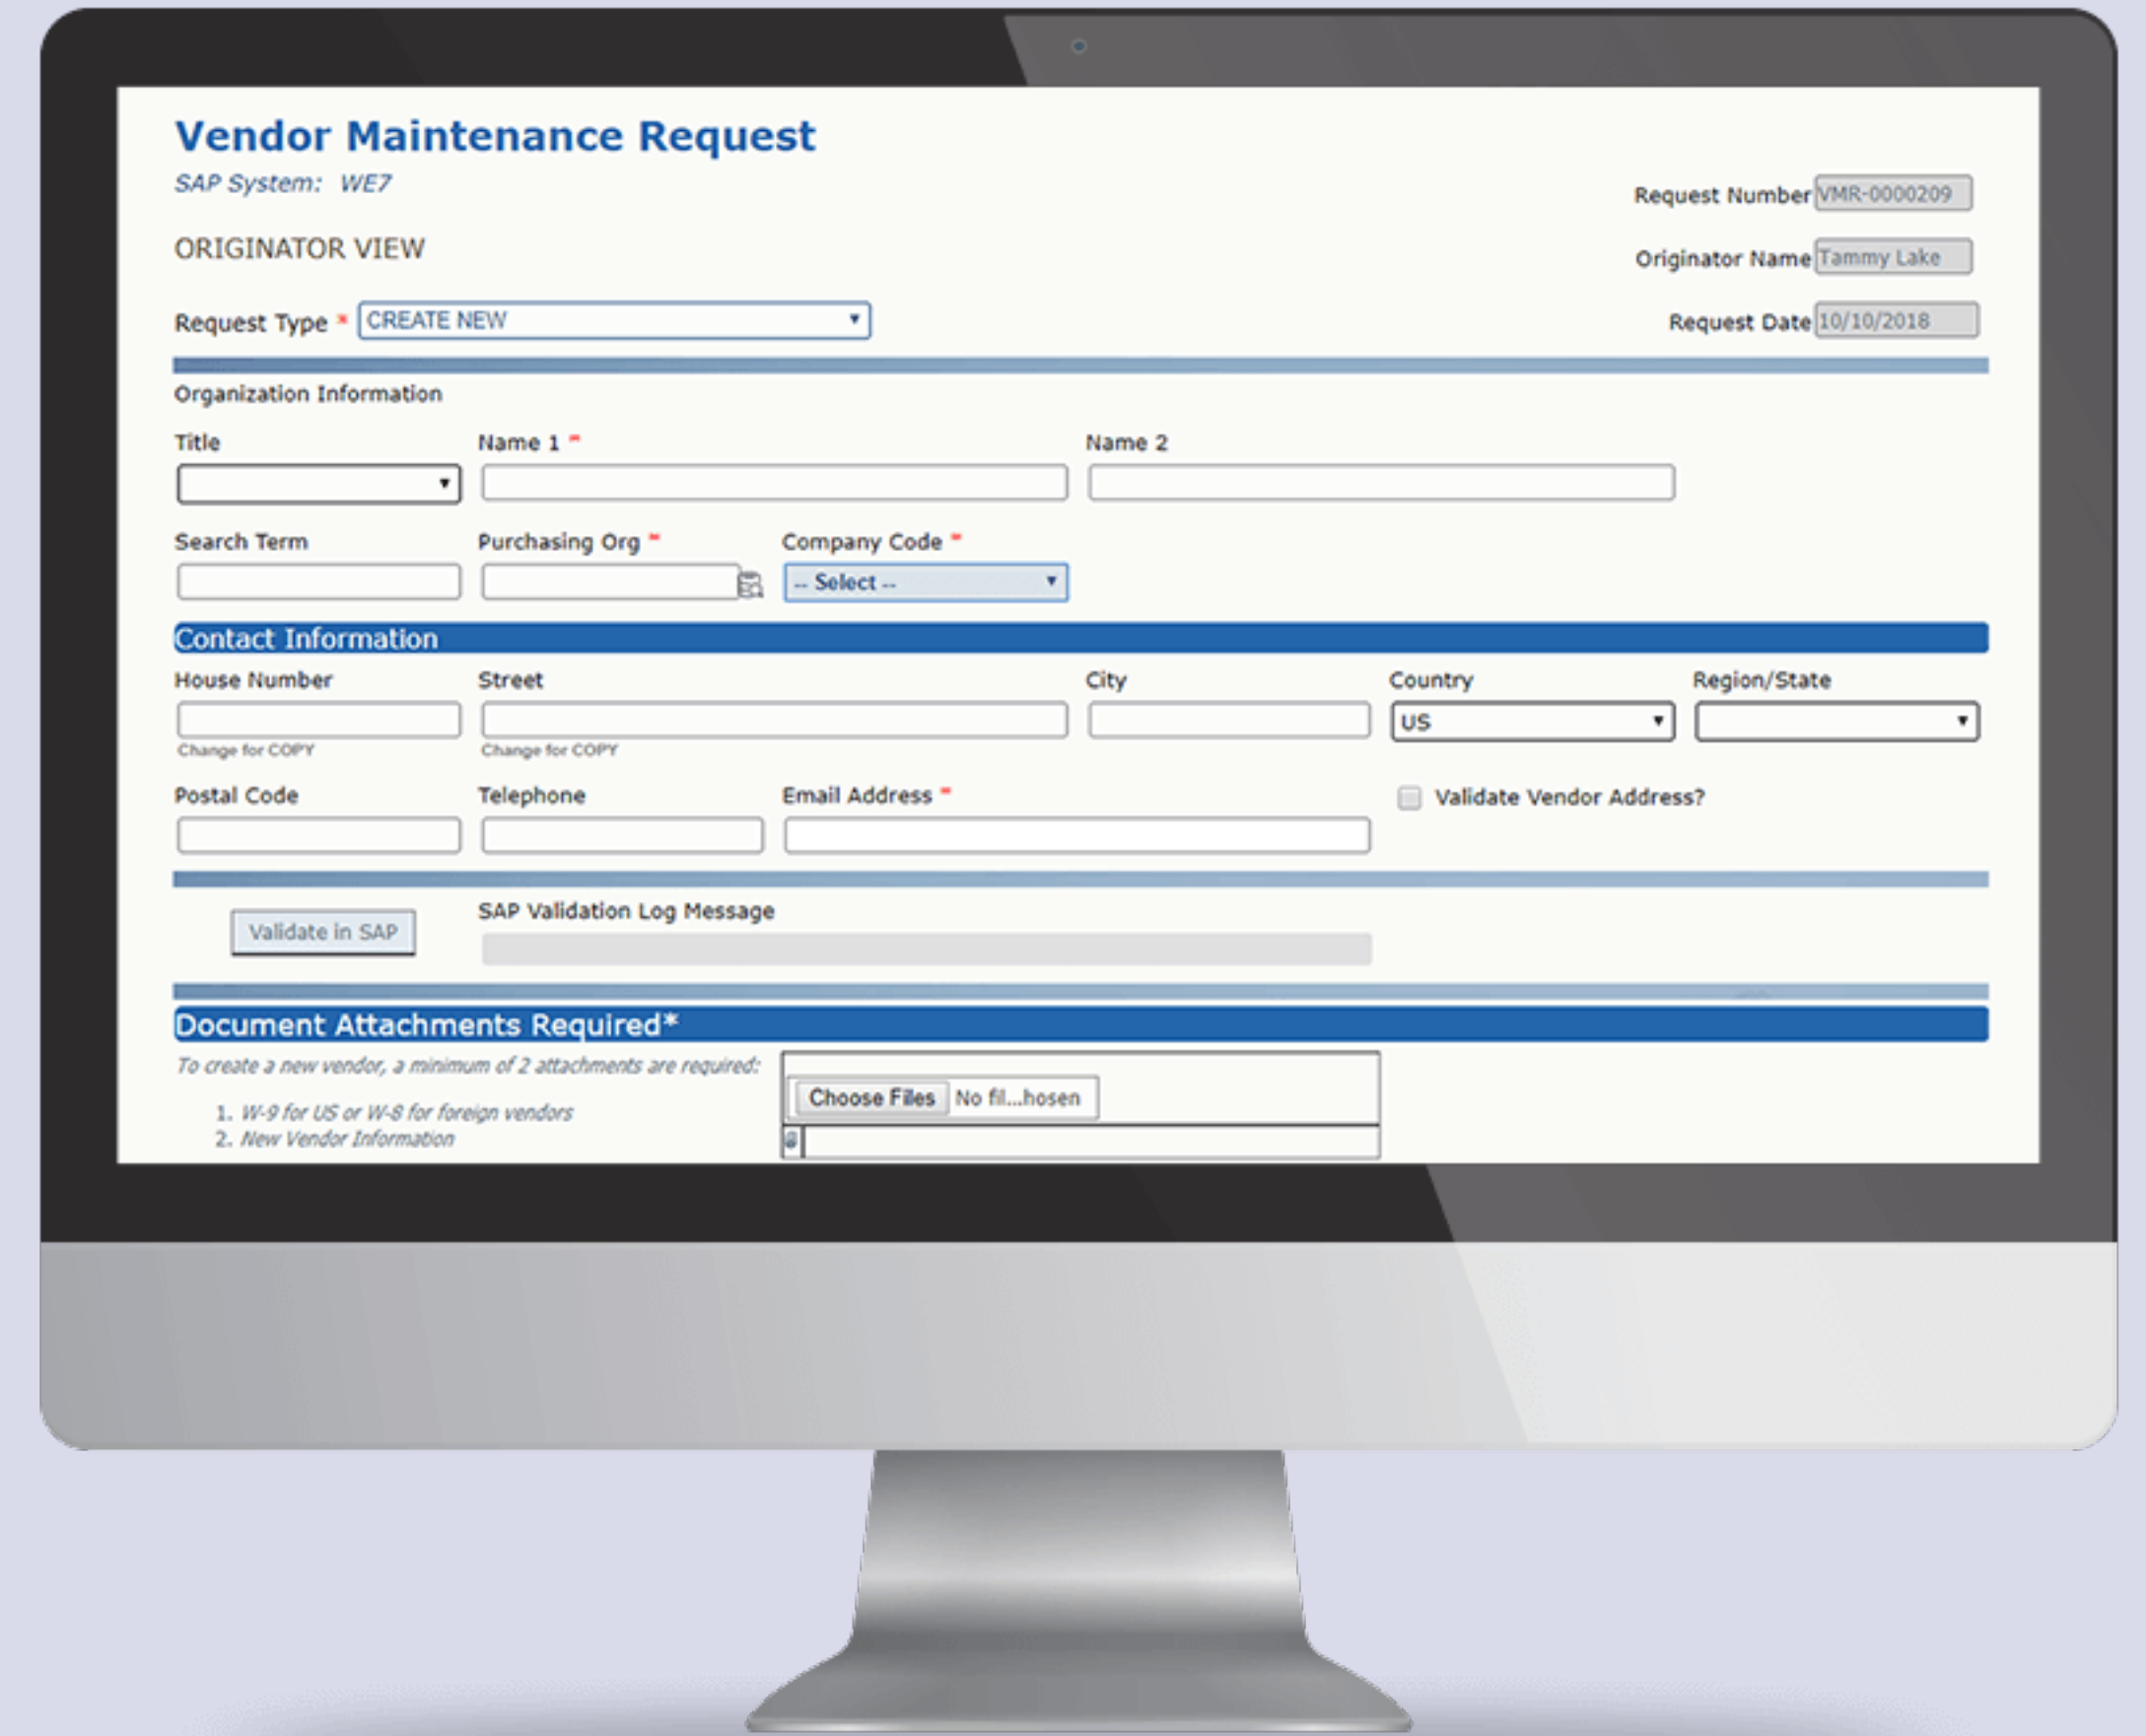 Vendor Maintenance Request
SAP System: WE7
Request Number VMR-0000209
ORIGINATOR VIEW
Originator Name Tammy Lake
Request Type * CREATE NEW
Request Date 10/10/2018
Organization Information
Title Name 1 * Name 2
Search Term Purchasing Org * Company Code *
-- Select --
Contact Information
House Number Street City Country Region/State
US
Change for COPY Change for COPY
Postal Code Telephone Email Address * Validate Vendor Address?
SAP Validation Log Message
Validate in SAP
Document Attachments Required*
To create a new vendor, a minimum of 2 attachments are required:
Choose Files No fil...hosen
1. W-9 for US or W-8 for foreign vendors
2. New Vendor Information